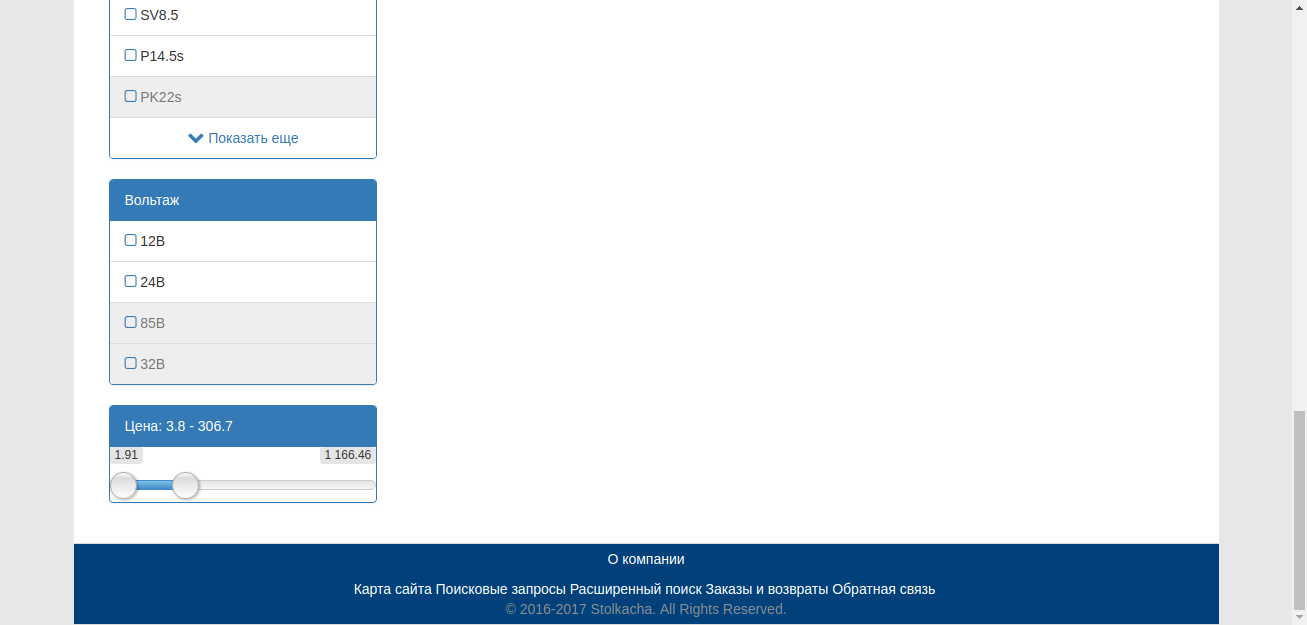 SV8.5
P14.5s
PK22s
Показать еще
Вольтаж
12В
24В
85В
32В
Цена: 3.8 - 306.7
1.91 1 166.46
О компании
Карта сайта Поисковые запросы Расширенный поиск Заказы и возвраты Обратная связь
© 2016-2017 Stolkacha. All Rights Reserved.